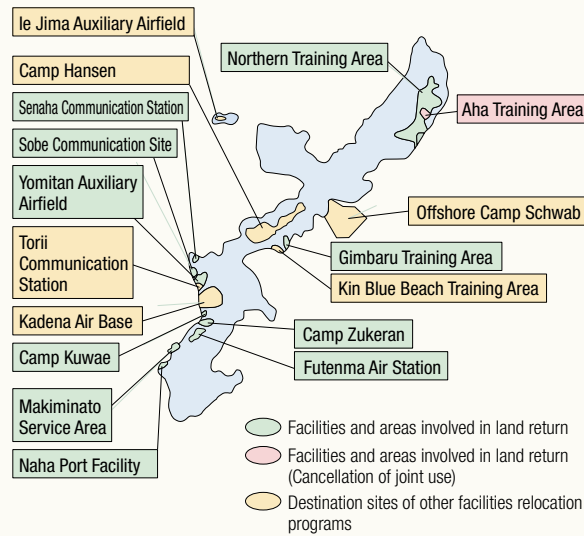 Ie Jima Auxiliary Airfield
Camp Hansen
Senaha Communication Station
Sobe Communication Site
Yomitan Auxiliary
Airfield
Torii
Communication
Station
Kadena Air Base
Camp Kuwae
Makiminato
Service Area
Naha Port Facility
Northern Training Area
Aha Training Area
Offshore Camp Schwab
Gimbaru Training Area
Kin Blue Beach Training Area
Camp Zukeran
Futenma Air Station
Facilities and areas involved in land return
Facilities and areas involved in land return
(Cancellation of joint use)
Destination sites of other facilities relocation
programs